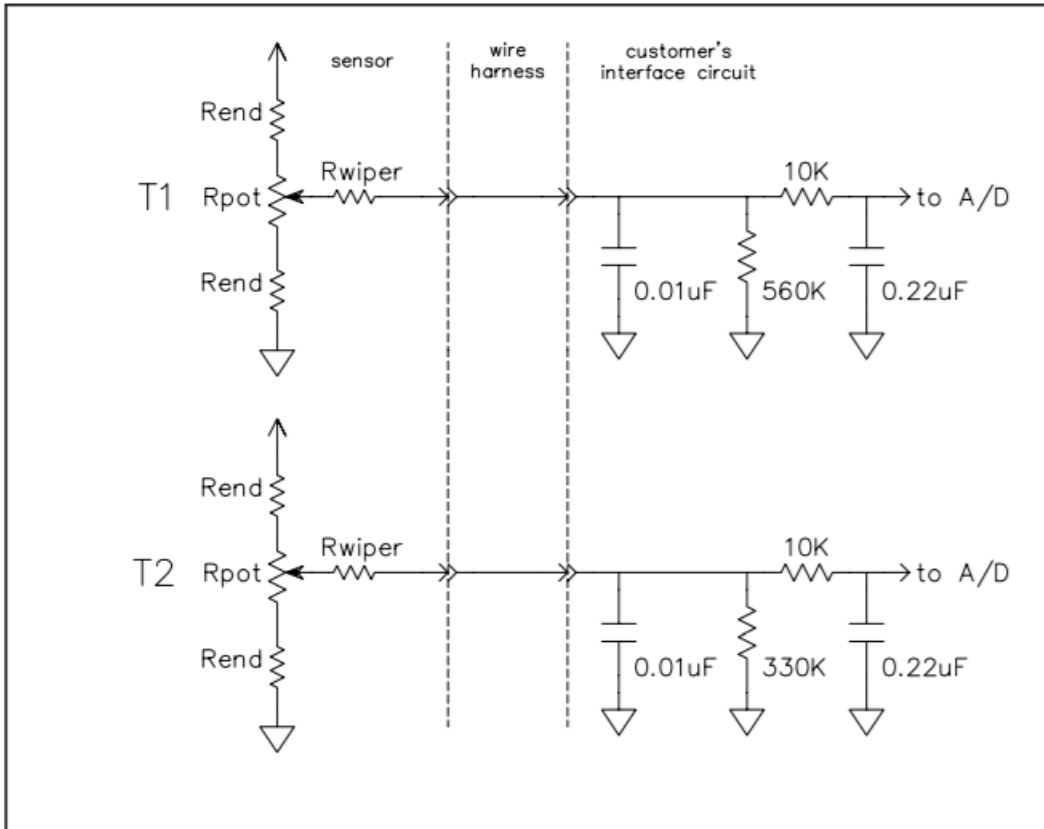 sensor
wire
harness
customer's
interface circuit
Rend
T1
Rpot
Rwiper
10K
to A/D
Rend
0.01uF
560K
0.22uF
Rend
T2
Rpot
Rwiper
10K
to A/D
Rend
0.01uF
330K
0.22uF